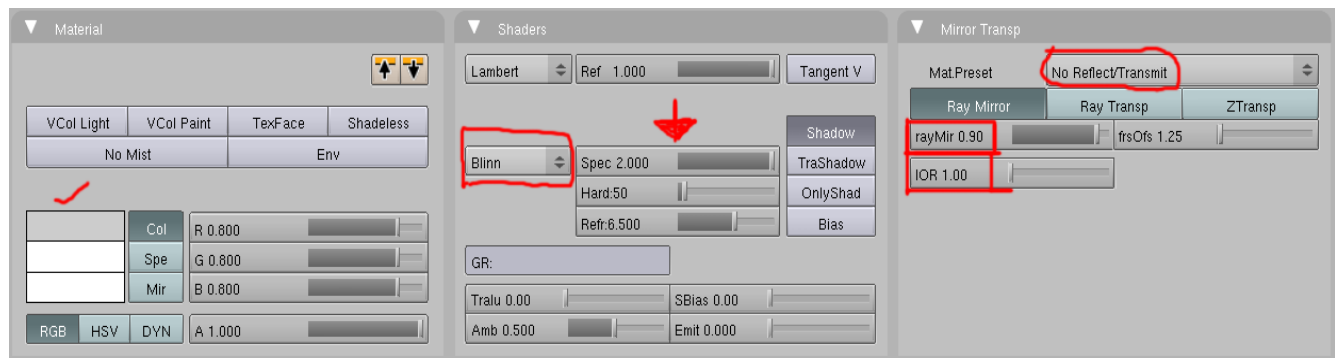 Material
VCol Light VCol Paint TexFace Shadeless
No Mist Env
Col R 0.800
Spe G 0.800
Mir B 0.800
RGB HSV DYN A 1.000
Shaders
Lambert Ref 1.000 Tangent V
Shadow
Blinn Spec 2.000 TraShadow
Hard:50 OnlyShad
Refr:6.500 Bias
GR:
Tralu 0.00 SBias 0.00
Amb 0.500 Emit 0.000
Mirror Transp
Mat.Preset No Reflect/Transmit
Ray Mirror Ray Transp ZTransp
rayMir 0.90 frsOfs 1.25
IOR 1.00